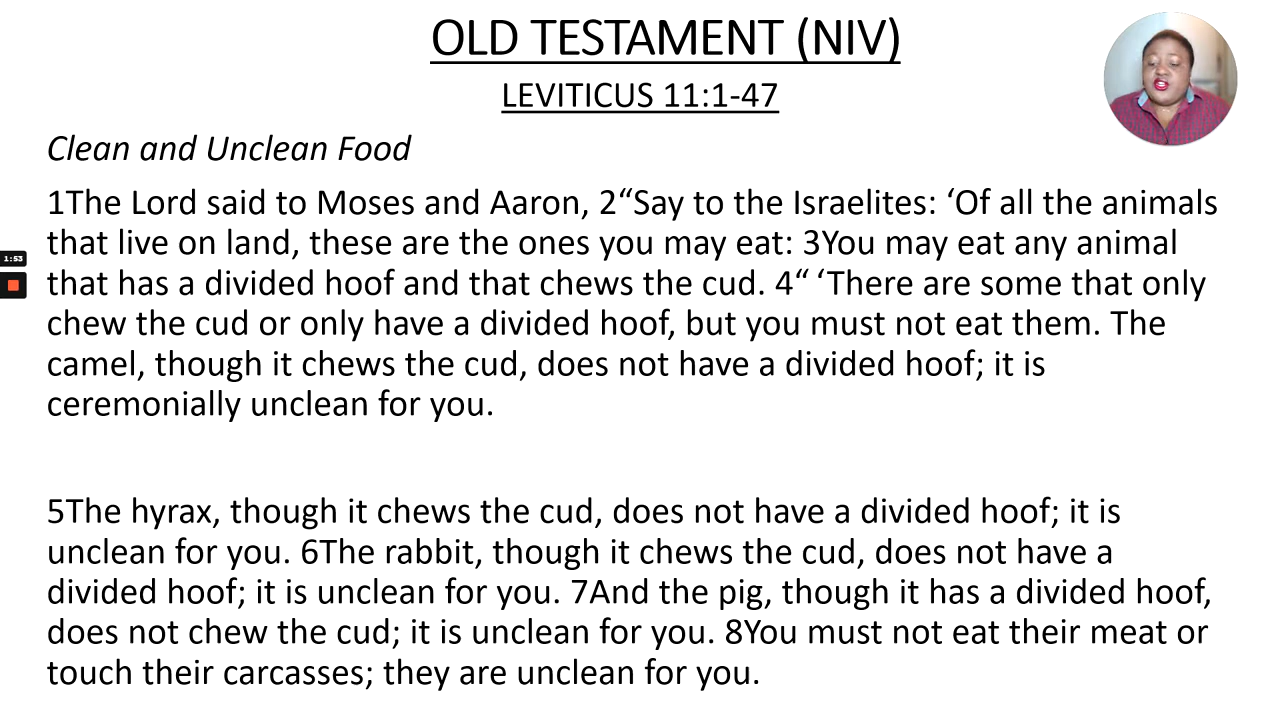 OLD TESTAMENT (NIV)
LEVITICUS 11:1-47
Clean and Unclean Food
1The Lord said to Moses and Aaron, 2“Say to the Israelites: ‘Of all the animals
that live on land, these are the ones you may eat: 3You may eat any animal
that has a divided hoof and that chews the cud. 4“ ‘There are some that only
chew the cud or only have a divided hoof, but you must not eat them. The
camel, though it chews the cud, does not have a divided hoof; it is
ceremonially unclean for you.
1:53
5The hyrax, though it chews the cud, does not have a divided hoof; it is
unclean for you. 6The rabbit, though it chews the cud, does not have a
divided hoof; it is unclean for you. 7And the pig, though it has a divided hoof,
does not chew the cud; it is unclean for you. 8You must not eat their meat or
touch their carcasses; they are unclean for you.